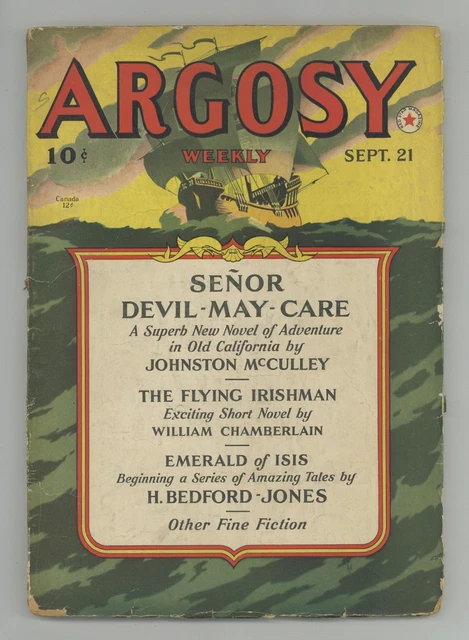 ARGOSY
10¢
WEEKLY
SEPT. 21
Canada
12¢
SEÑOR
DEVIL-MAY-CARE
A Superb New Novel of Adventure
in Old California by
JOHNSTON McCULLEY
THE FLYING IRISHMAN
Exciting Short Novel by
WILLIAM CHAMBERLAIN
EMERALD of ISIS
Beginning a Series of Amazing Tales by
H. BEDFORD-JONES
Other Fine Fiction